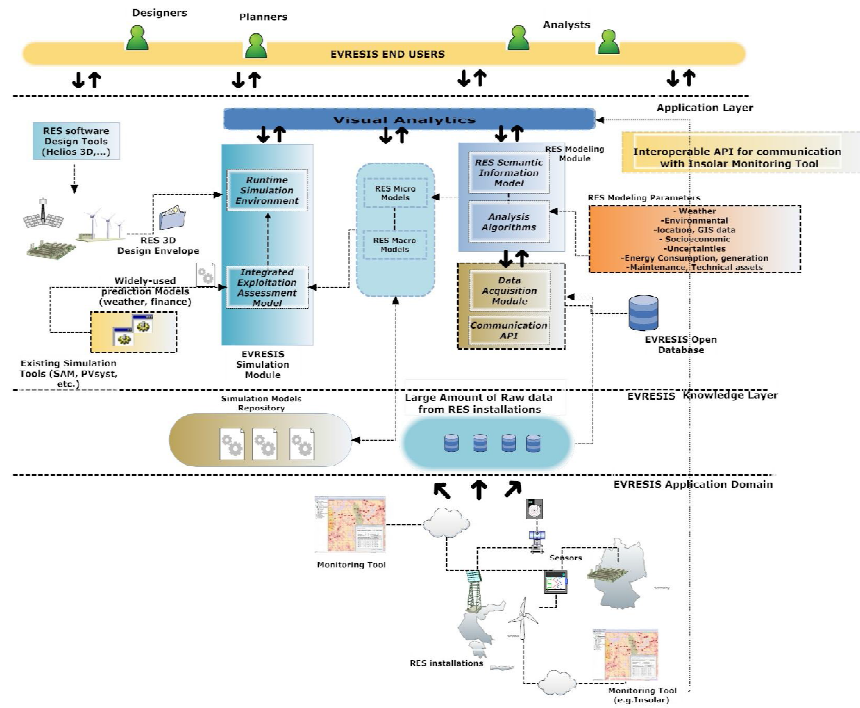 Designers
Planners
Analysts
EVRESIS END USERS
Application Layer
Visual Analytics
RES software
Design Tools
(Helios 3D,...)
RES 3D
Design Envelope
Widely-used
prediction Models
(weather, finance)
Existing Simulation
Tools (SAM, PVsyst,
etc.)
Runtime
Simulation
Environment
Integrated
Exploitation
Assessment
Model
EVRESIS
Simulation
Module
RES Micro
Models
RES Macro
Models
RES Modeling
Module
RES Semantic
Information
Model
Analysis
Algorithms
Data
Acquisition
Module
Communication
API
Interoperable API for communication
with Insolar Monitoring Tool
RES Modeling Parameters
- Weather
-Environmental
-location, GIS data
- Socioeconomic
-Uncertainties
-Energy Consumption, generation
-Maintenance, Technical assets
EVRESIS Open
Database
EVRESIS Knowledge Layer
Simulation Models
Repository
Large Amount of Raw data
from RES installations
EVRESIS Application Domain
Monitoring Tool
Sensors
RES installations
Monitoring Tool
(e.g.Insolar)